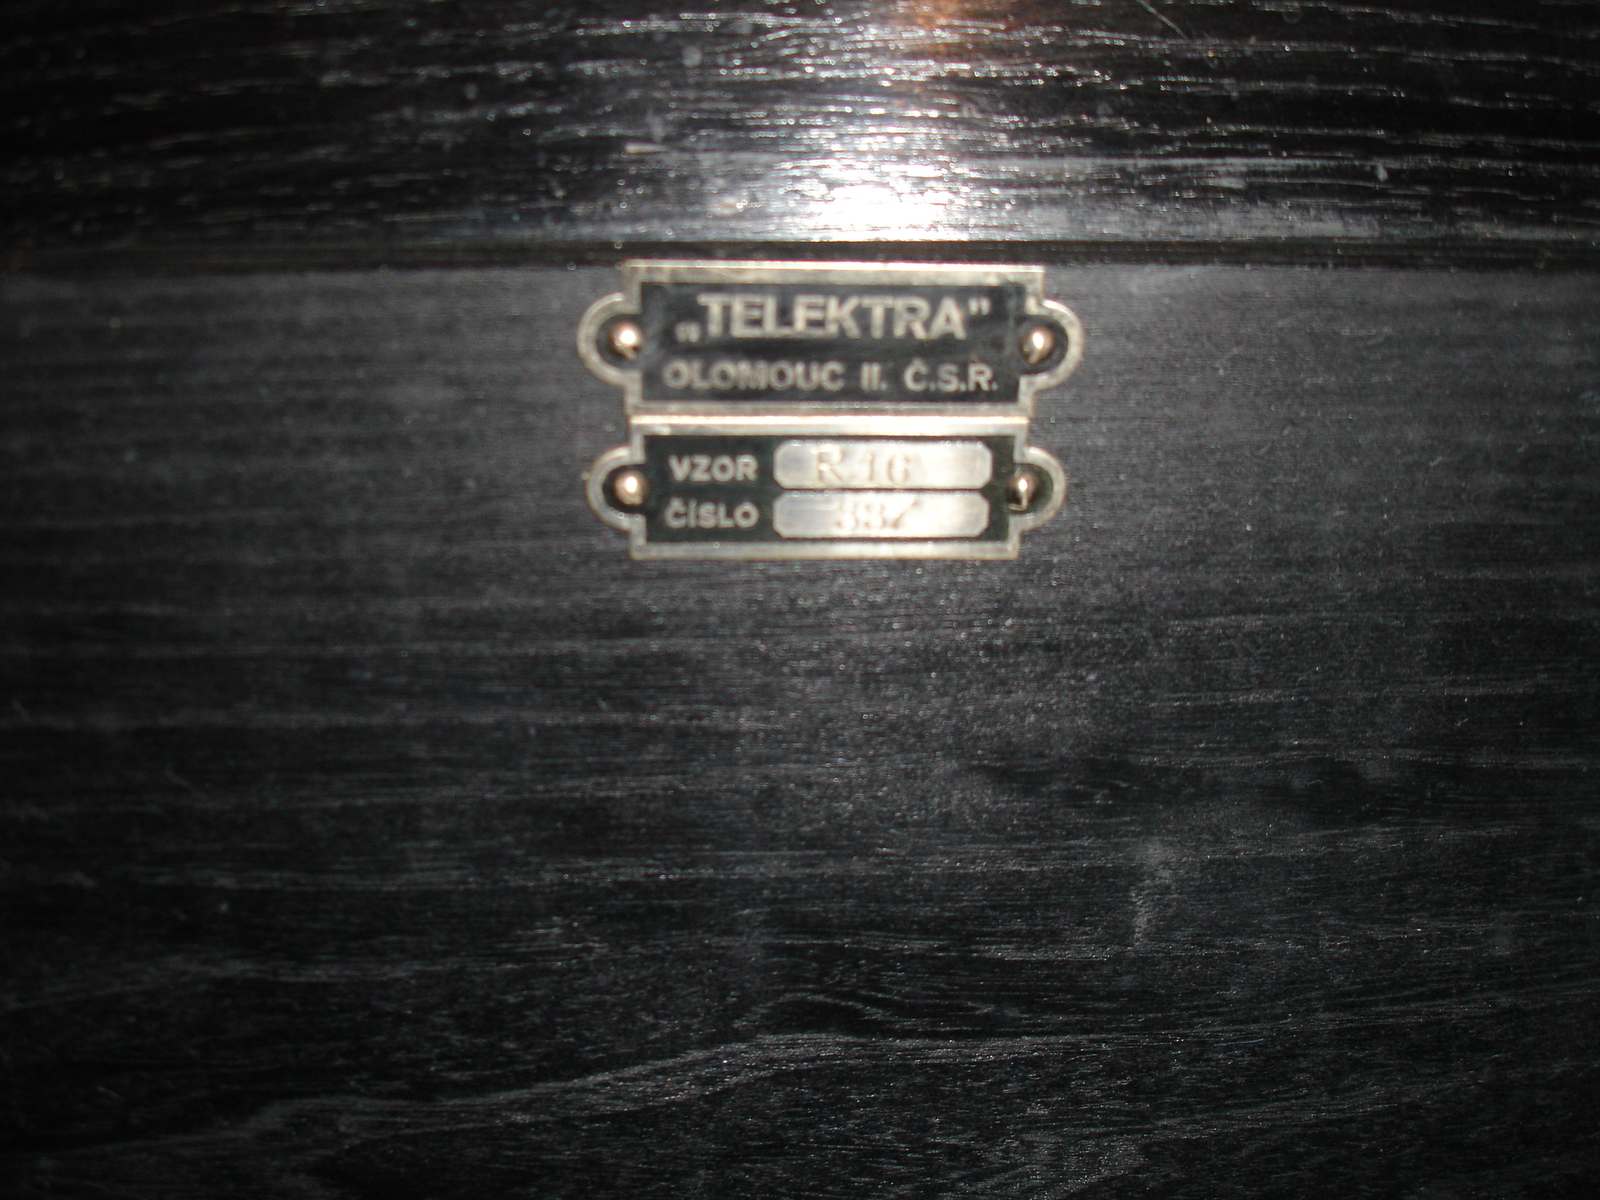 „TELEKTRA”
OLOMOUC II. Č.S.R.
VZOR R 16
ČÍSLO 337